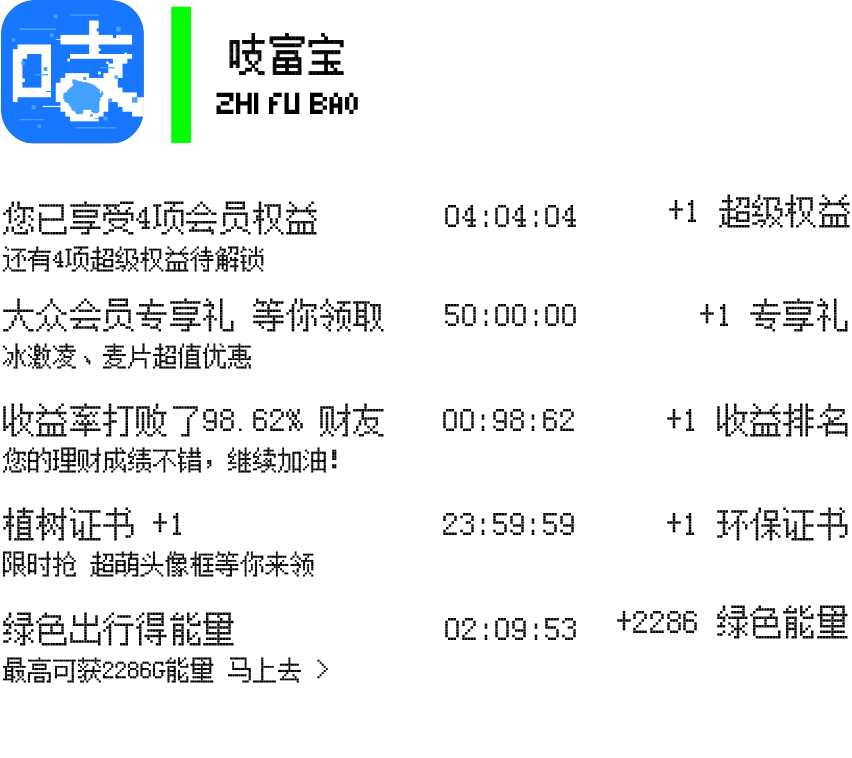 吱
吱富宝
ZHI FU BAO
您已享受4项会员权益 04:04:04 +1 超级权益
还有4项超级权益待解锁
大众会员专享礼 等你领取 50:00:00 +1 专享礼
冰激凌、麦片超值优惠
收益率打败了98.62% 财友 00:98:62 +1 收益排名
您的理财成绩不错，继续加油!
植树证书 +1 23:59:59 +1 环保证书
限时抢 超萌头像框等你来领
绿色出行得能量 02:09:53 +2286 绿色能量
最高可获2286G能量 马上去 >